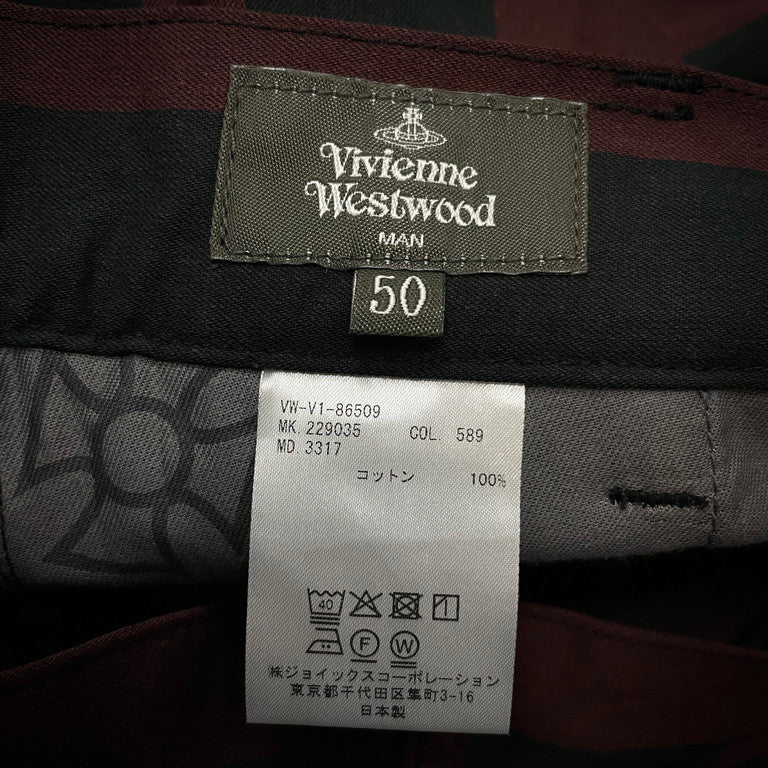 Vivienne
Westwood
MAN
50
VW-V1-86509
MK. 229035 COL. 589
MD. 3317
コットン 100%
40
F
W
㈱ジョイックスコーポレーション
東京都千代田区隼町3-16
日本製